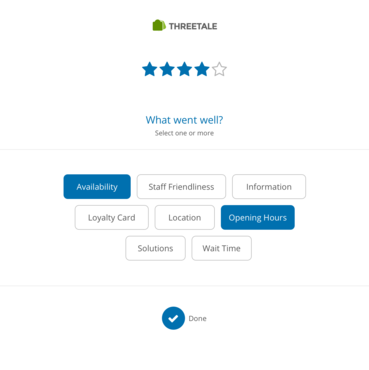 THREETALE
What went well?
Select one or more
Availability Staff Friendliness Information
Loyalty Card Location Opening Hours
Solutions Wait Time
Done